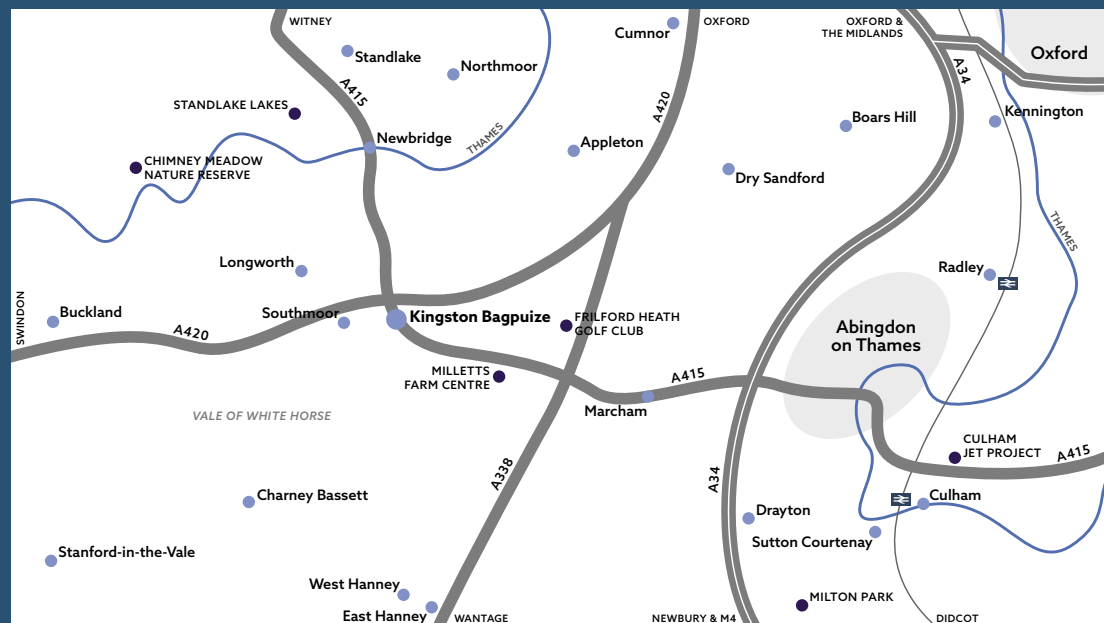 WITNEY
OXFORD
OXFORD &
THE MIDLANDS
Cumnor
Standlake
Northmoor
Oxford
A34
A415
A420
STANDLAKE LAKES
Kennington
Boars Hill
Newbridge
THAMES
Appleton
CHIMNEY MEADOW
NATURE RESERVE
Dry Sandford
THAMES
Longworth
Radley
SWINDON
Buckland
Southmoor
Kingston Bagpuize
FRILFORD HEATH
GOLF CLUB
A420
Abingdon
on Thames
MILLETTS
FARM CENTRE
A415
Marcham
VALE OF WHITE HORSE
CULHAM
JET PROJECT
A415
A338
A34
Charney Bassett
Culham
Drayton
Sutton Courtenay
Stanford-in-the-Vale
West Hanney
MILTON PARK
East Hanney
WANTAGE
NEWBURY & M4
DIDCOT